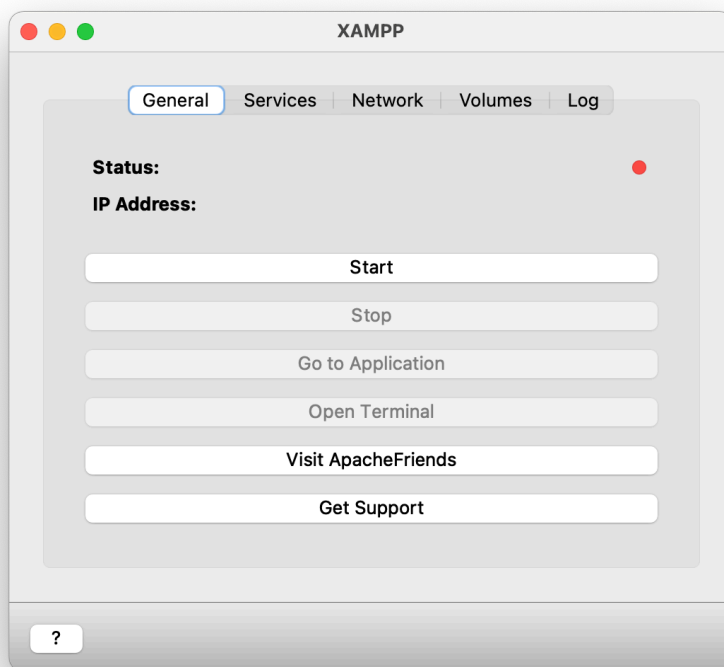 XAMPP
General Services Network Volumes Log
Status:
IP Address:
Start
Stop
Go to Application
Open Terminal
Visit ApacheFriends
Get Support
?